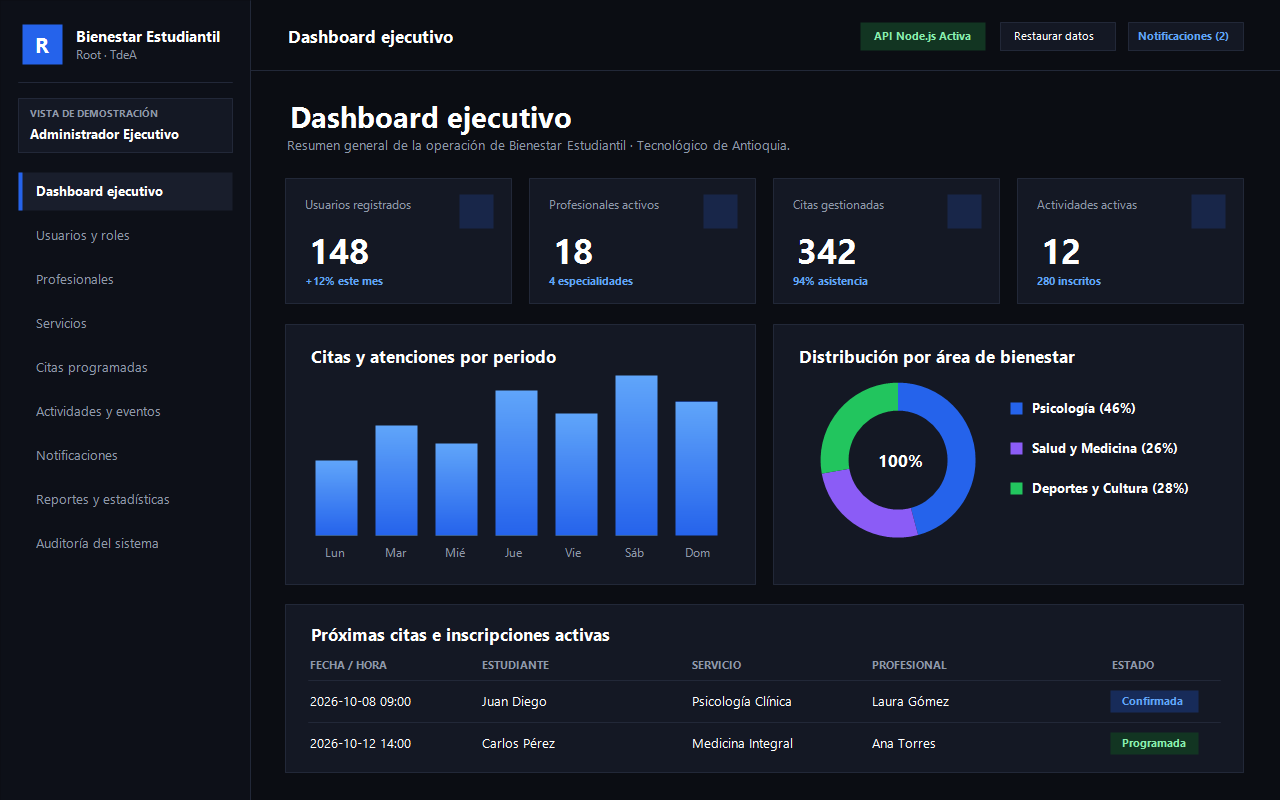 R
Bienestar Estudiantil
Root · TdeA
VISTA DE DEMOSTRACIÓN
Administrador Ejecutivo
Dashboard ejecutivo
Usuarios y roles
Profesionales
Servicios
Citas programadas
Actividades y eventos
Notificaciones
Reportes y estadísticas
Auditoría del sistema
Dashboard ejecutivo
API Node.js Activa
Restaurar datos
Notificaciones (2)
Dashboard ejecutivo
Resumen general de la operación de Bienestar Estudiantil · Tecnológico de Antioquia.
Usuarios registrados
148
+12% este mes
Profesionales activos
18
4 especialidades
Citas gestionadas
342
94% asistencia
Actividades activas
12
280 inscritos
Citas y atenciones por periodo
Lun Mar Mié Jue Vie Sáb Dom
Distribución por área de bienestar
100%
Psicología (46%)
Salud y Medicina (26%)
Deportes y Cultura (28%)
Próximas citas e inscripciones activas
FECHA / HORA ESTUDIANTE SERVICIO PROFESIONAL ESTADO
2026-10-08 09:00 Juan Diego Psicología Clínica Laura Gómez Confirmada
2026-10-12 14:00 Carlos Pérez Medicina Integral Ana Torres Programada